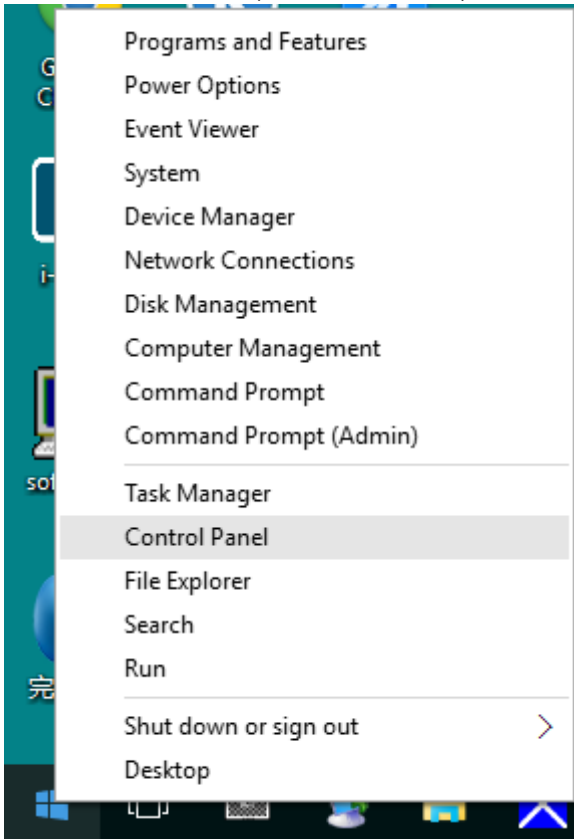 Programs and Features
Power Options
Event Viewer
System
Device Manager
Network Connections
Disk Management
Computer Management
Command Prompt
Command Prompt (Admin)
Task Manager
Control Panel
File Explorer
Search
Run
Shut down or sign out
Desktop